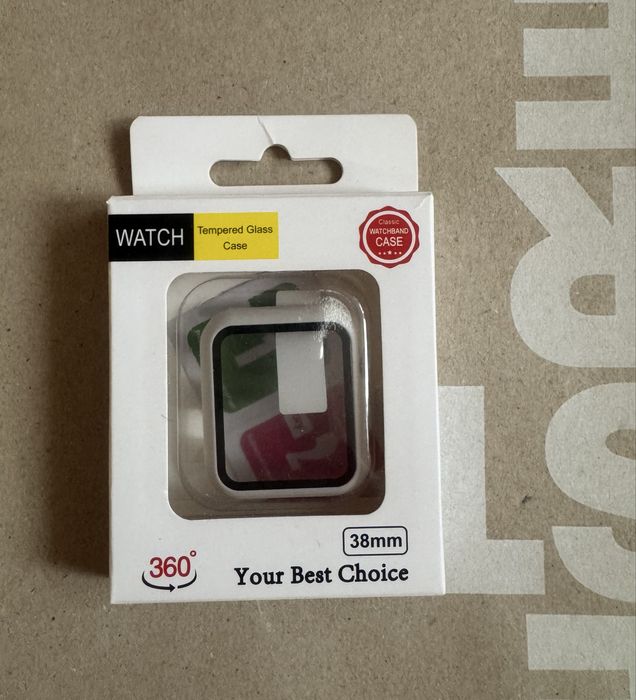 WATCH
Tempered Glass
Case
Classic
WATCHBAND
CASE
38mm
360°
Your Best Choice